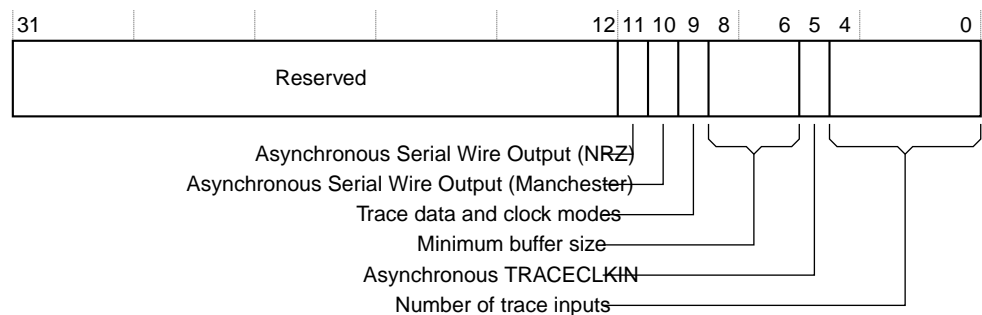 31 12 11 10 9 8 6 5 4 0
Reserved
Asynchronous Serial Wire Output (NRZ)
Asynchronous Serial Wire Output (Manchester)
Trace data and clock modes
Minimum buffer size
Asynchronous TRACECLKIN
Number of trace inputs